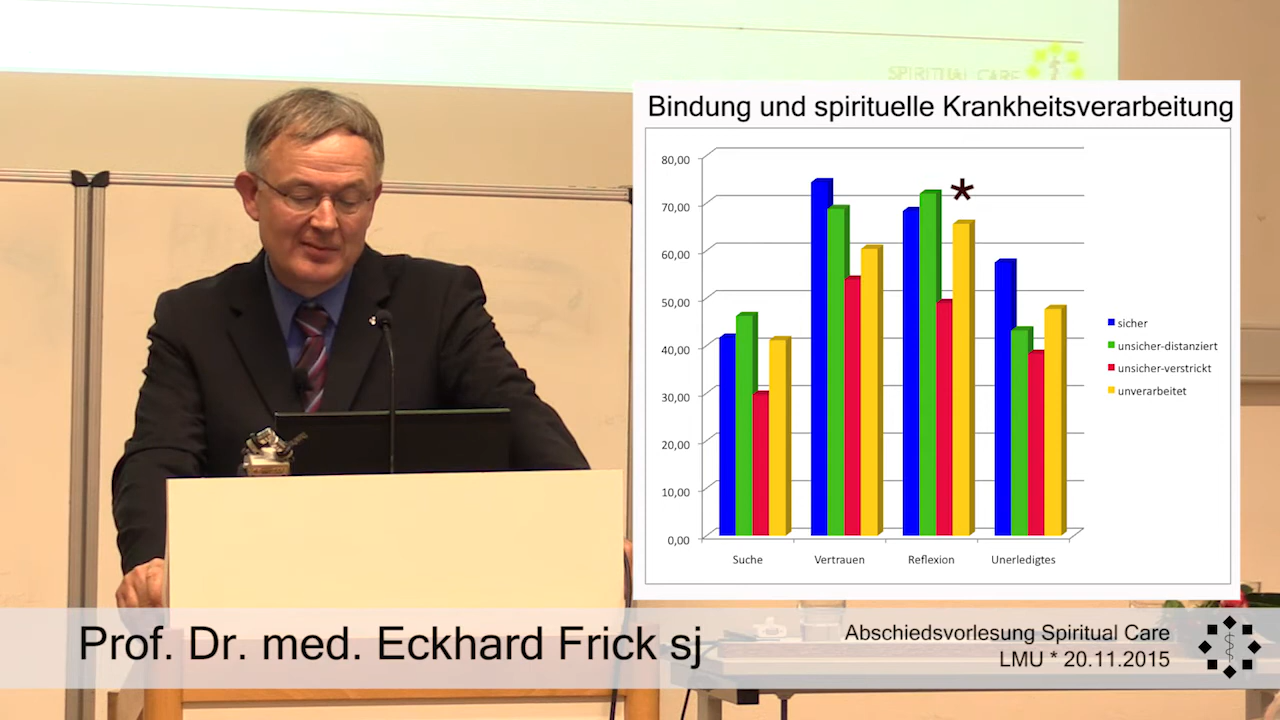 SPIRITUAL CARE
Bindung und spirituelle Krankheitsverarbeitung
80,00
70,00
60,00
50,00
40,00
30,00
20,00
10,00
0,00
*
Suche Vertrauen Reflexion Unerledigtes
sicher
unsicher-distanziert
unsicher-verstrickt
unverarbeitet
Prof. Dr. med. Eckhard Frick sj
Abschiedsvorlesung Spiritual Care
LMU * 20.11.2015